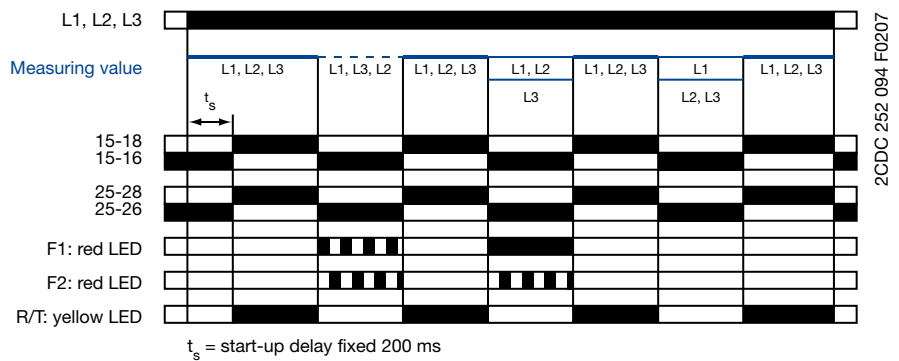 L1, L2, L3
Measuring value
L1, L2, L3 L1, L3, L2 L1, L2, L3 L1, L2 L1, L2, L3 L1 L1, L2, L3
L3 L2, L3
ts
15-18
15-16
25-28
25-26
F1: red LED
F2: red LED
R/T: yellow LED
ts = start-up delay fixed 200 ms
2CDC 252 094 F0207